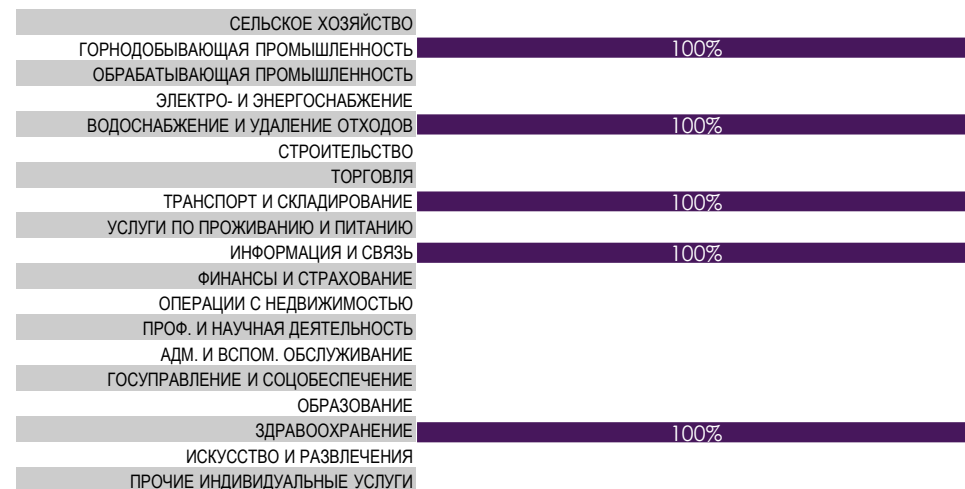 СЕЛЬСКОЕ ХОЗЯЙСТВО
ГОРНОДОБЫВАЮЩАЯ ПРОМЫШЛЕННОСТЬ 100%
ОБРАБАТЫВАЮЩАЯ ПРОМЫШЛЕННОСТЬ
ЭЛЕКТРО- И ЭНЕРГОСНАБЖЕНИЕ
ВОДОСНАБЖЕНИЕ И УДАЛЕНИЕ ОТХОДОВ 100%
СТРОИТЕЛЬСТВО
ТОРГОВЛЯ
ТРАНСПОРТ И СКЛАДИРОВАНИЕ 100%
УСЛУГИ ПО ПРОЖИВАНИЮ И ПИТАНИЮ
ИНФОРМАЦИЯ И СВЯЗЬ 100%
ФИНАНСЫ И СТРАХОВАНИЕ
ОПЕРАЦИИ С НЕДВИЖИМОСТЬЮ
ПРОФ. И НАУЧНАЯ ДЕЯТЕЛЬНОСТЬ
АДМ. И ВСПОМ. ОБСЛУЖИВАНИЕ
ГОСУПРАВЛЕНИЕ И СОЦОБЕСПЕЧЕНИЕ
ОБРАЗОВАНИЕ
ЗДРАВООХРАНЕНИЕ 100%
ИСКУССТВО И РАЗВЛЕЧЕНИЯ
ПРОЧИЕ ИНДИВИДУАЛЬНЫЕ УСЛУГИ